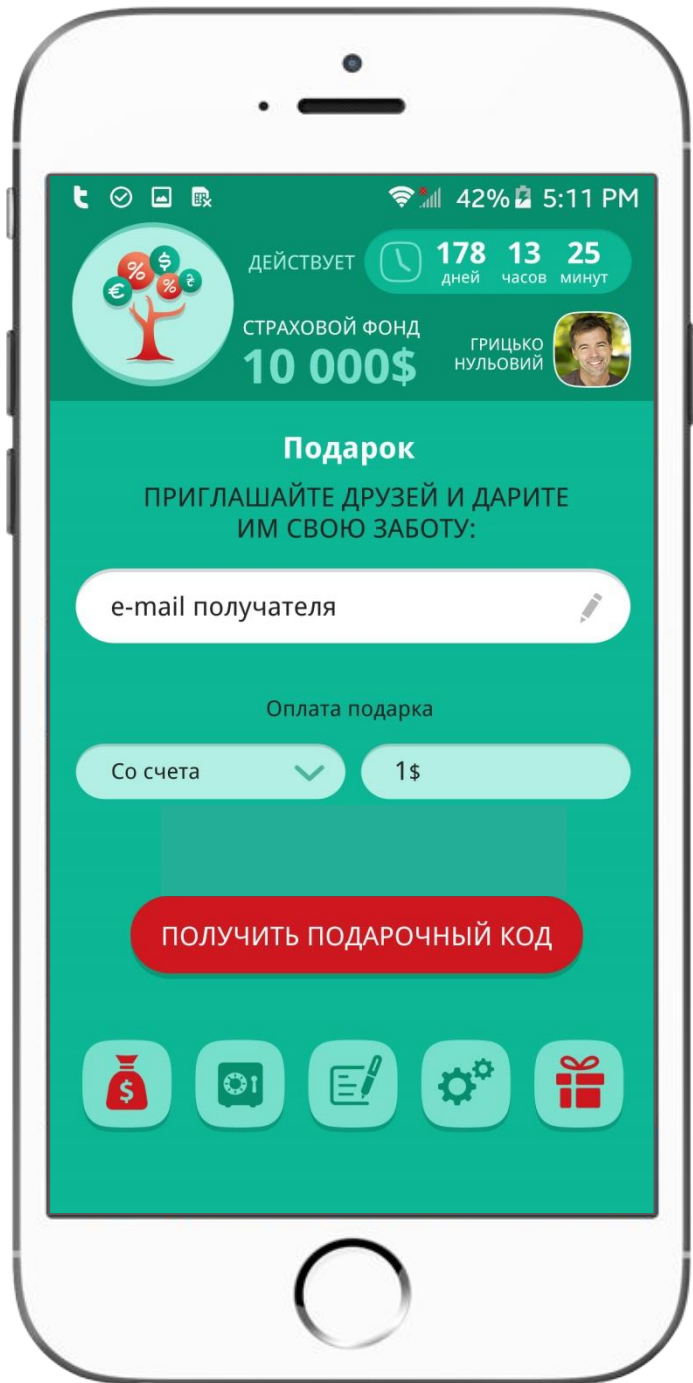 42% 5:11 PM
ДЕЙСТВУЕТ 178 дней 13 часов 25 минут
СТРАХОВОЙ ФОНД
10 000$
ГРИЦЬКО
НУЛЬОВИЙ
Подарок
ПРИГЛАШАЙТЕ ДРУЗЕЙ И ДАРИТЕ
ИМ СВОЮ ЗАБОТУ:
e-mail получателя
Оплата подарка
Со счета 1$
ПОЛУЧИТЬ ПОДАРОЧНЫЙ КОД